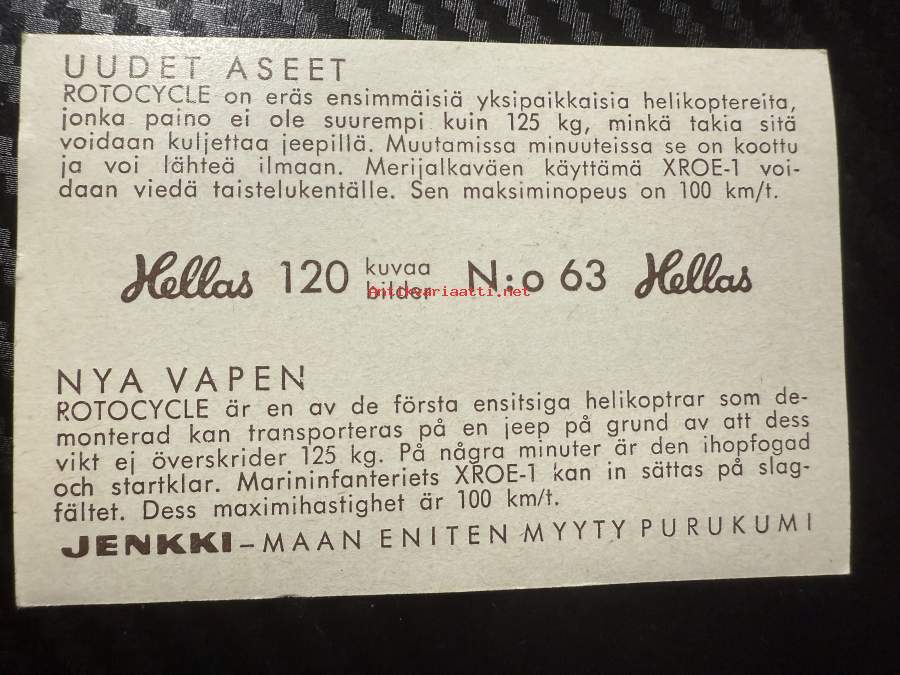 UUDET ASEET
ROTOCYCLE on eräs ensimmäisiä yksipaikkaisia helikoptereita,
jonka paino ei ole suurempi kuin 125 kg, minkä takia sitä
voidaan kuljettaa jeepillä. Muutamissa minuuteissa se on koottu
ja voi lähteä ilmaan. Merijalkaväen käyttämä XROE-1 voi-
daan viedä taistelukentälle. Sen maksiminopeus on 100 km/t.
Hellas 120 kuvaa N:o 63 Hellas
bilder
antikvariaatti.net
NYA VAPEN
ROTOCYCLE är en av de första ensitsiga helikoptrar som de-
monterad kan transporteras på en jeep på grund av att dess
vikt ej överskrider 125 kg. På några minuter är den ihopfogad
och startklar. Marininfanteriets XROE-1 kan in sättas på slag-
fältet. Dess maximihastighet är 100 km/t.
JENKKI – MAAN ENITEN MYYTY PURUKUMI